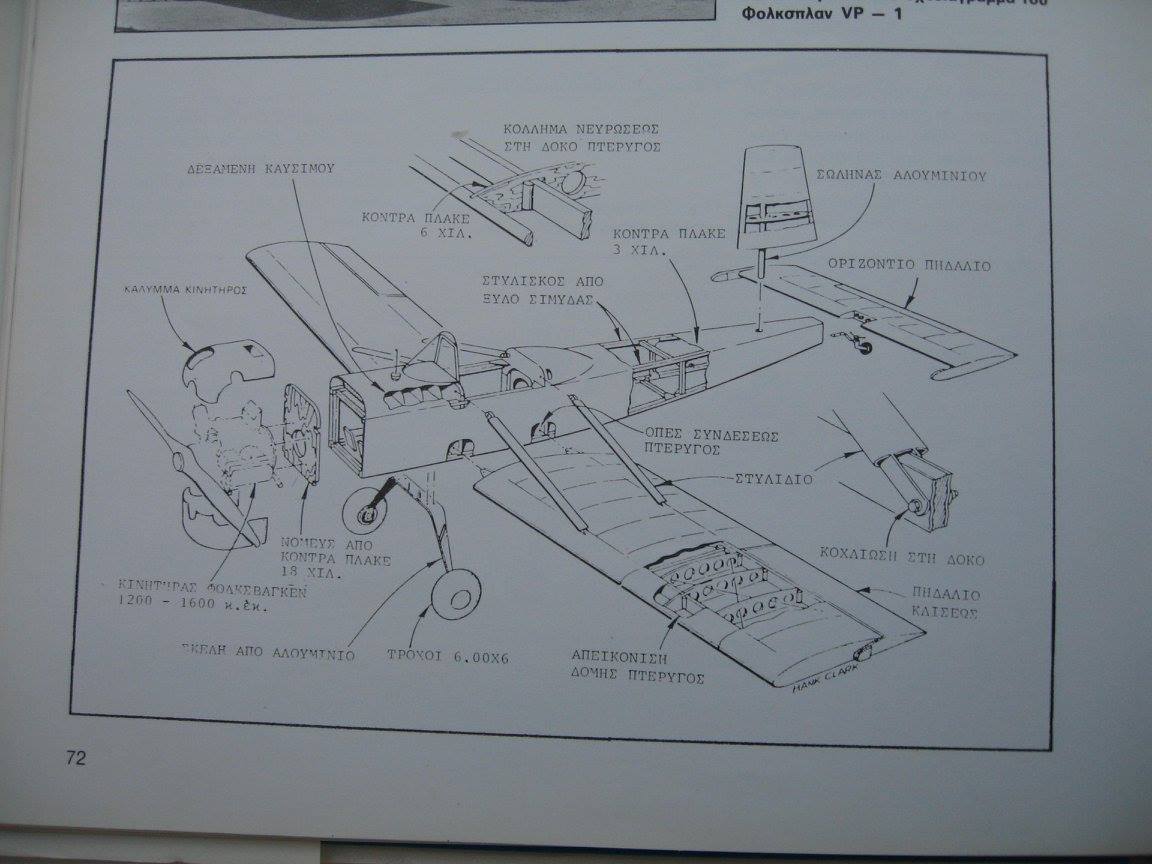 Φολκσπλαν VP – 1
ΚΟΛΛΗΜΑ ΝΕΥΡΩΣΕΩΣ
ΣΤΗ ΔΟΚΟ ΠΤΕΡΥΓΟΣ
ΔΕΞΑΜΕΝΗ ΚΑΥΣΙΜΟΥ
ΣΩΛΗΝΑΣ ΑΛΟΥΜΙΝΙΟΥ
ΚΟΝΤΡΑ ΠΛΑΚΕ
6 ΧΙΛ.
ΚΟΝΤΡΑ ΠΛΑΚΕ
3 ΧΙΛ.
ΟΡΙΖΟΝΤΙΟ ΠΗΔΑΛΙΟ
ΣΤΥΛΙΣΚΟΣ ΑΠΟ
ΞΥΛΟ ΣΙΜΥΔΑΣ
ΚΑΛΥΜΜΑ ΚΙΝΗΤΗΡΟΣ
ΟΠΕΣ ΣΥΝΔΕΣΕΩΣ
ΠΤΕΡΥΓΟΣ
ΣΤΥΛΙΔΙΟ
ΚΟΧΛΙΩΣΗ ΣΤΗ ΔΟΚΟ
ΝΟΜΕΥΣ ΑΠΟ
ΚΟΝΤΡΑ ΠΛΑΚΕ
18 ΧΙΛ.
ΚΙΝΗΤΗΡΑΣ ΦΟΛΚΣΒΑΓΚΕΝ
1200 - 1600 κ.έκ.
ΠΗΔΑΛΙΟ
ΚΛΙΣΕΩΣ
ΣΚΕΛΗ ΑΠΟ ΑΛΟΥΜΙΝΙΟ
ΤΡΟΧΟΙ 6.00Χ6
ΑΠΕΙΚΟΝΙΣΗ
ΔΟΜΗΣ ΠΤΕΡΥΓΟΣ
HANK CLARK
72